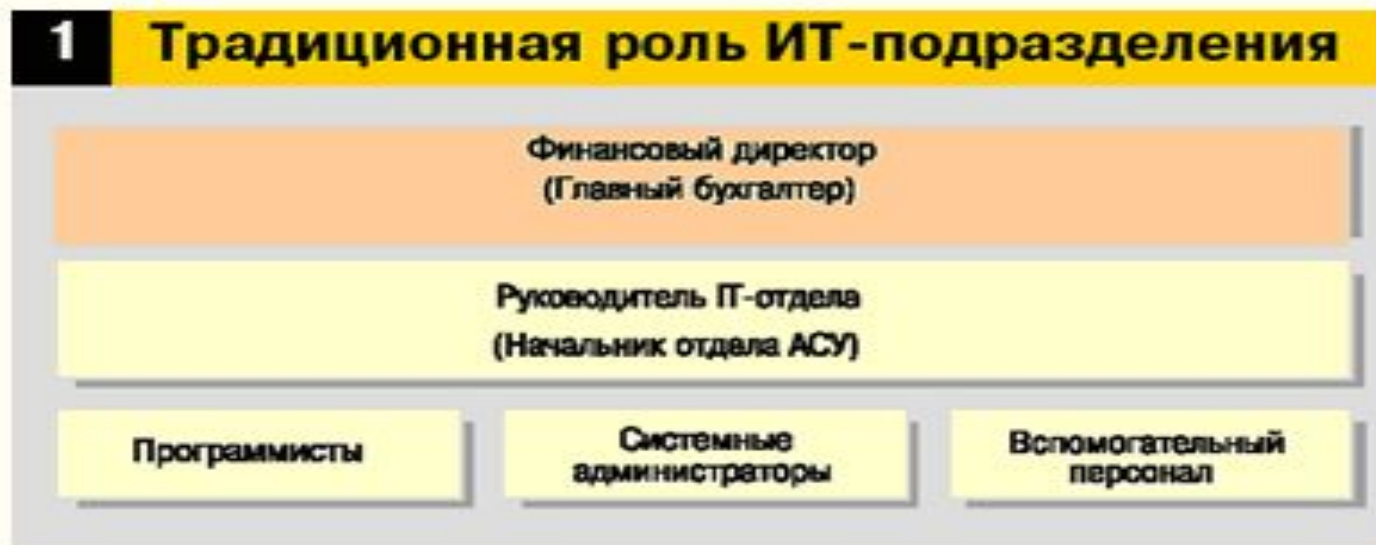 1 Традиционная роль ИТ-подразделения
Финансовый директор
(Главный бухгалтер)
Руководитель IT-отдела
(Начальник отдела АСУ)
Программисты
Системные
администраторы
Вспомогательный
персонал